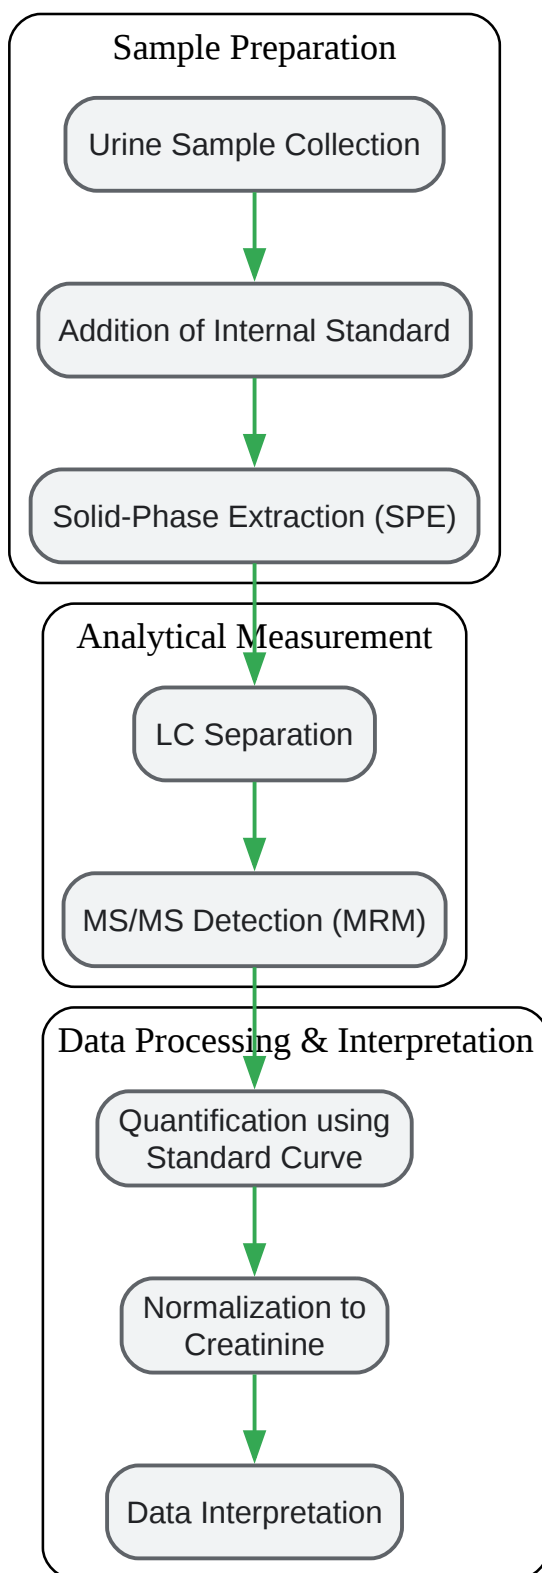 Sample Preparation
Urine Sample Collection
Addition of Internal Standard
Solid-Phase Extraction (SPE)
Analytical Measurement
LC Separation
MS/MS Detection (MRM)
Data Processing & Interpretation
Quantification using
Standard Curve
Normalization to
Creatinine
Data Interpretation